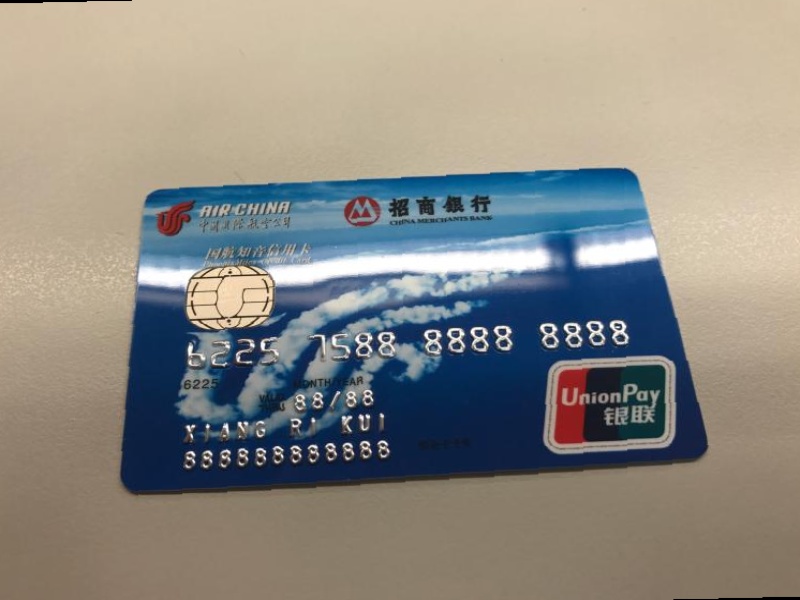 AIR CHINA
中国国际航空公司
招商银行
CHINA MERCHANTS BANK
国航知音信用卡
6225 7588 8888 8888
6225
MONTH/YEAR
VALID THRU 88/88
XIANG RI KUI
888888888888
UnionPay
银联